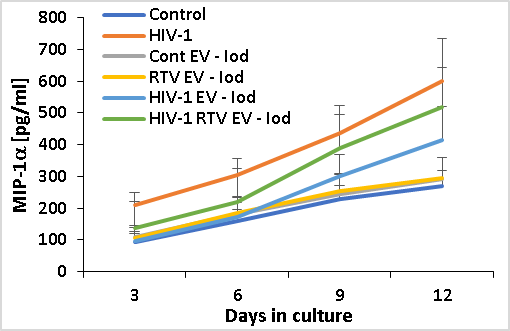 800
700
600
500
400
300
200
100
0
MIP-1α [pg/ml]
Control
HIV-1
Cont EV - Iod
RTV EV - Iod
HIV-1 EV - Iod
HIV-1 RTV EV - Iod
3 6 9 12
Days in culture